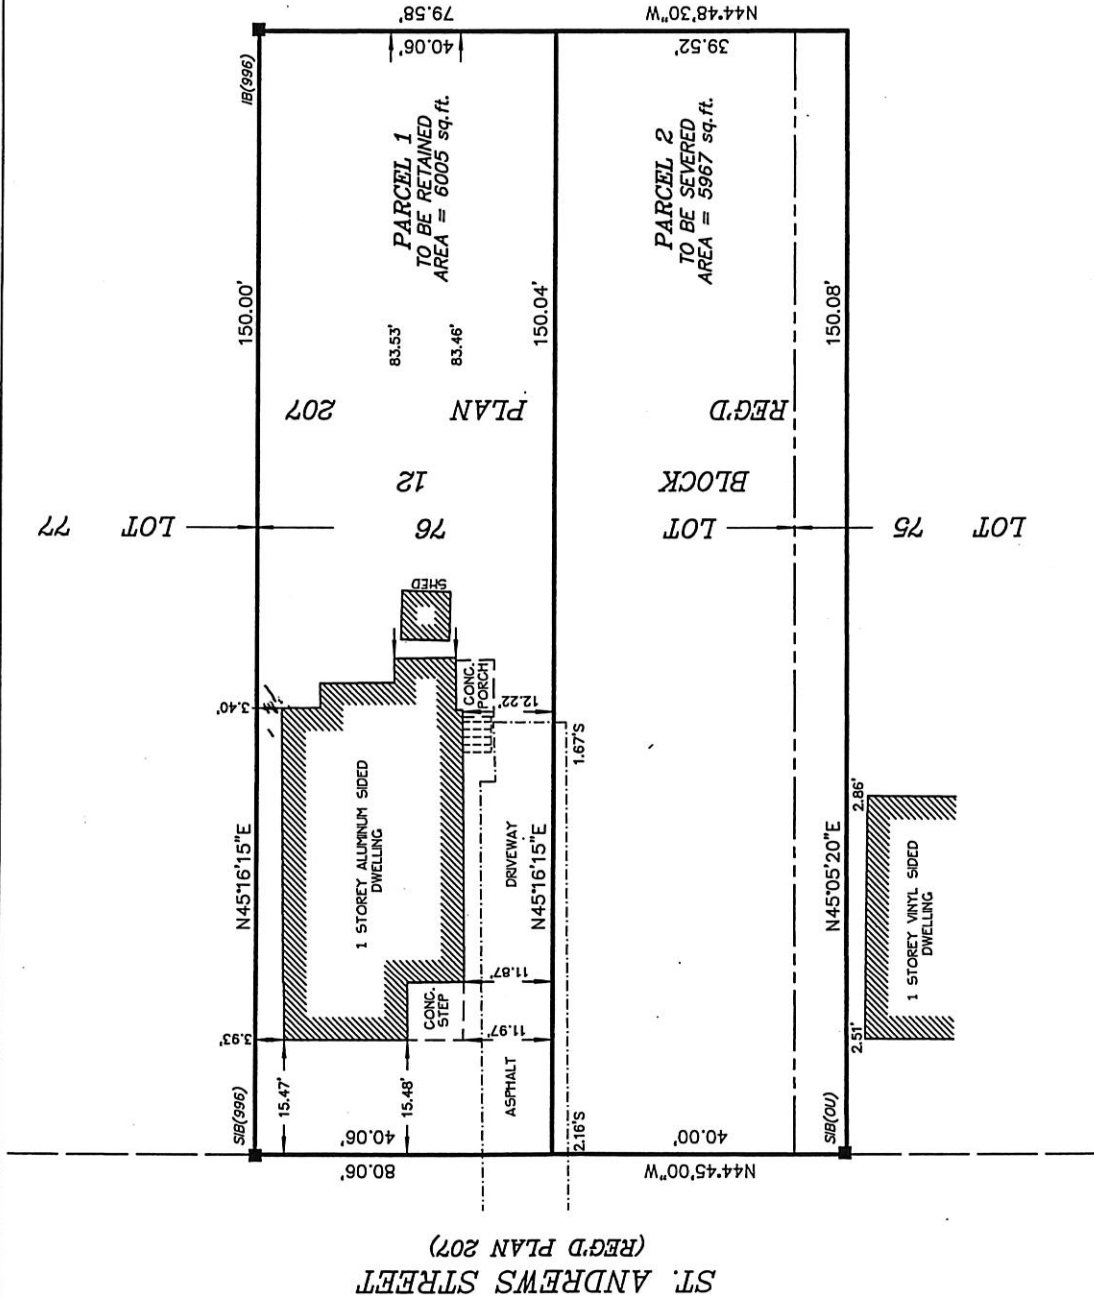 79.58'
N44°48'30"W
40.06'
39.52'
IB(996)
PARCEL 1
TO BE RETAINED
AREA = 6005 sq.ft.
PARCEL 2
TO BE SEVERED
AREA = 5967 sq.ft.
150.00'
150.04'
150.08'
83.53'
83.46'
REG'D PLAN 207
BLOCK 12
LOT 77
LOT 76
LOT 75
SHED
CONC. PORCH
3.40'
12.22'
1.67'S
1 STOREY ALUMINUM SIDED
DWELLING
DRIVEWAY
N45°16'15"E
N45°16'15"E
N45°05'20"E
2.86'
1 STOREY VINYL SIDED
DWELLING
2.51'
CONC.
STEP
11.87'
11.97'
3.93'
15.47'
15.48'
ASPHALT
2.16'S
SIB(996)
SIB(OU)
40.06'
40.00'
80.06'
N44°45'00"W
ST. ANDREWS STREET
(REG'D PLAN 207)